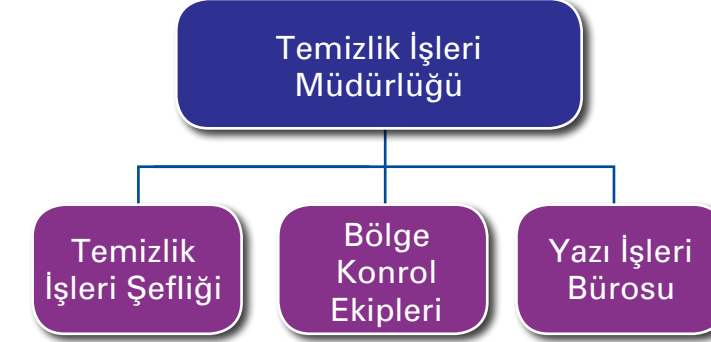 Temizlik İşleri
Müdürlüğü
Temizlik
İşleri Şefliği
Bölge
Konrol
Ekipleri
Yazı İşleri
Bürosu